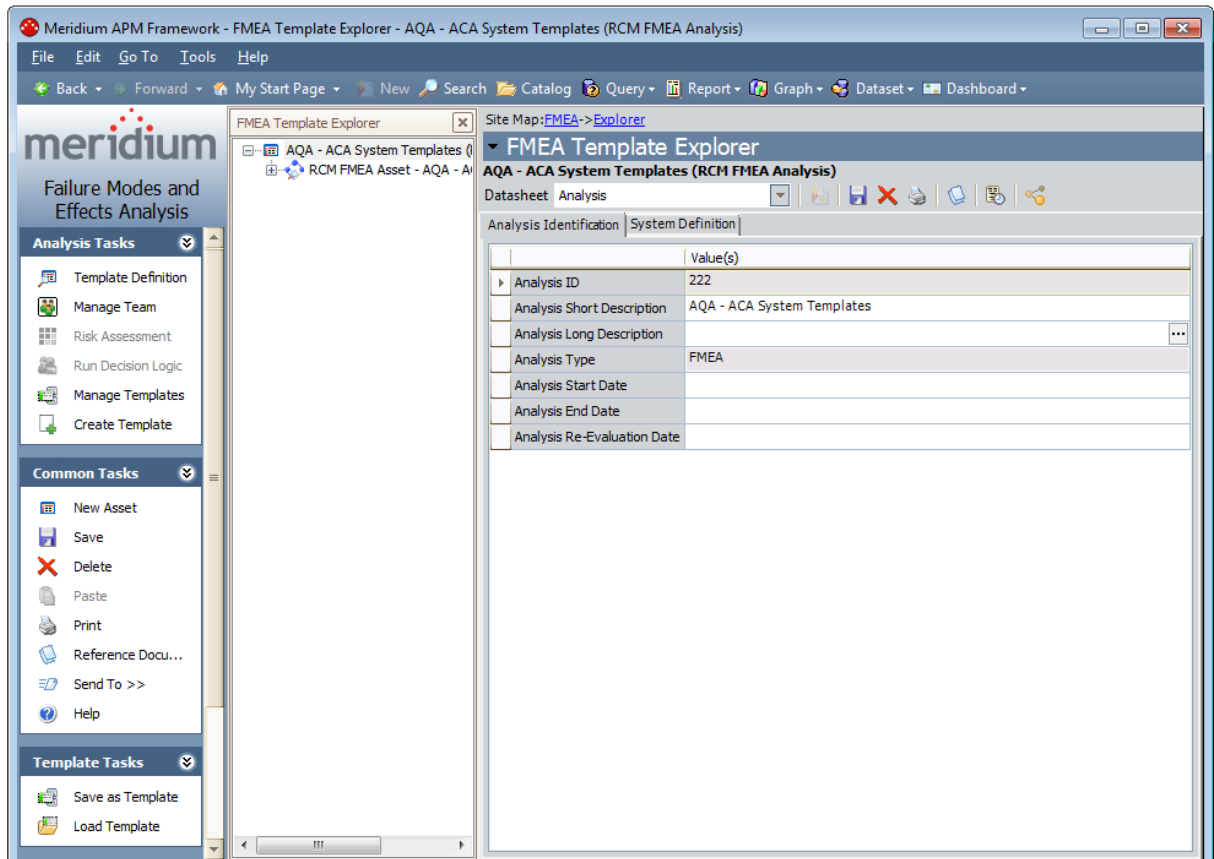 Meridium APM Framework - FMEA Template Explorer - AQA - ACA System Templates (RCM FMEA Analysis)
File Edit Go To Tools Help
Back Forward My Start Page New Search Catalog Query Report Graph Dataset Dashboard
meridium
Failure Modes and
Effects Analysis
Analysis Tasks
Template Definition
Manage Team
Risk Assessment
Run Decision Logic
Manage Templates
Create Template
Common Tasks
New Asset
Save
Delete
Paste
Print
Reference Docu...
Send To >>
Help
Template Tasks
Save as Template
Load Template
FMEA Template Explorer
AQA - ACA System Templates (
RCM FMEA Asset - AQA - A
Site Map:FMEA->Explorer
FMEA Template Explorer
AQA - ACA System Templates (RCM FMEA Analysis)
Datasheet Analysis
Analysis Identification System Definition
Value(s)
Analysis ID 222
Analysis Short Description AQA - ACA System Templates
Analysis Long Description ...
Analysis Type FMEA
Analysis Start Date
Analysis End Date
Analysis Re-Evaluation Date